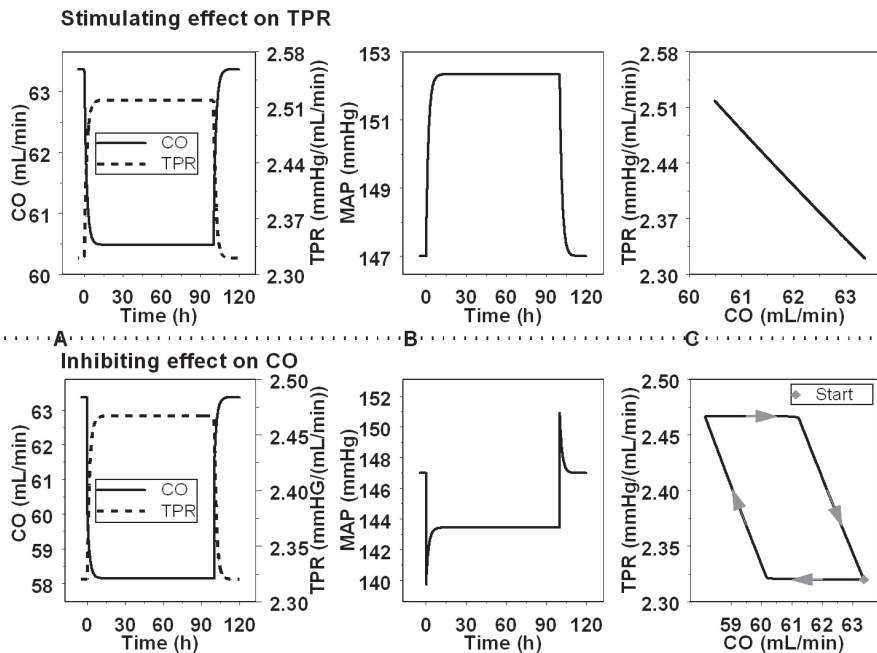 Stimulating effect on TPR
CO (mL/min)
63
62
61
60
CO
TPR
0 30 60 90 120
Time (h)
2.58
2.51
2.44
2.37
2.30
TPR (mmHg/(mL/min))
MAP (mmHg)
153
151
149
147
0 30 60 90 120
Time (h)
TPR (mmHg/(mL/min))
2.58
2.51
2.44
2.37
2.30
60 61 62 63
CO (mL/min)
A
B
C
Inhibiting effect on CO
CO (mL/min)
63
62
61
60
59
58
CO
TPR
0 30 60 90 120
Time (h)
2.50
2.45
2.40
2.35
2.30
TPR (mmHG/(mL/min))
MAP (mmHg)
152
150
148
146
144
142
140
0 30 60 90 120
Time (h)
TPR (mmHg/(mL/min))
2.50
2.45
2.40
2.35
2.30
Start
59 60 61 62 63
CO (mL/min)